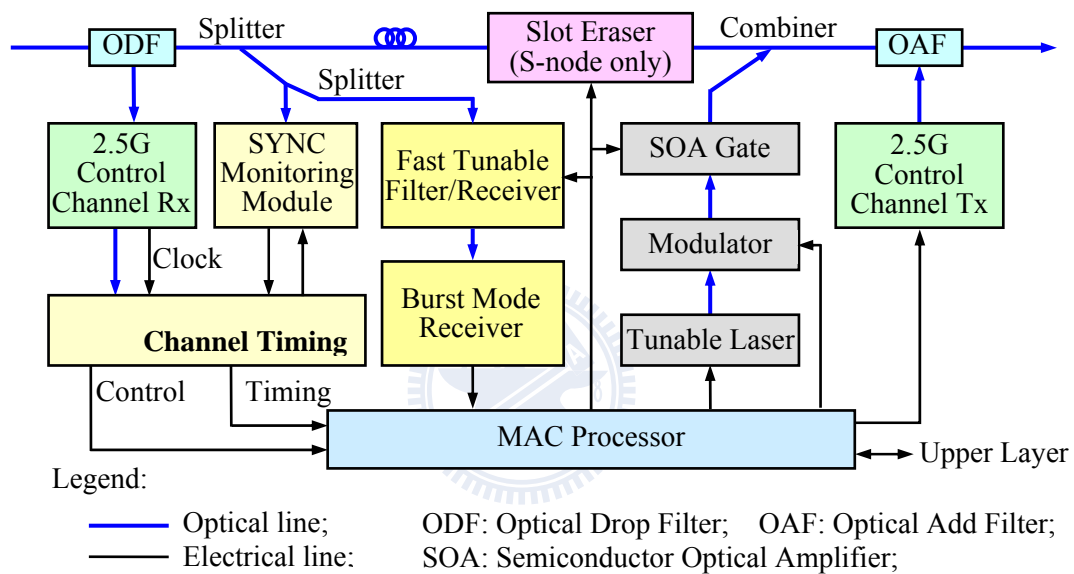 ODF
Splitter
Slot Eraser
(S-node only)
Combiner
OAF
Splitter
2.5G
Control
Channel Rx
SYNC
Monitoring
Module
Fast Tunable
Filter/Receiver
SOA Gate
2.5G
Control
Channel Tx
Modulator
Clock
Burst Mode
Receiver
Channel Timing
Tunable Laser
Control
Timing
MAC Processor
Upper Layer
Legend:
Optical line; ODF: Optical Drop Filter; OAF: Optical Add Filter;
Electrical line; SOA: Semiconductor Optical Amplifier;